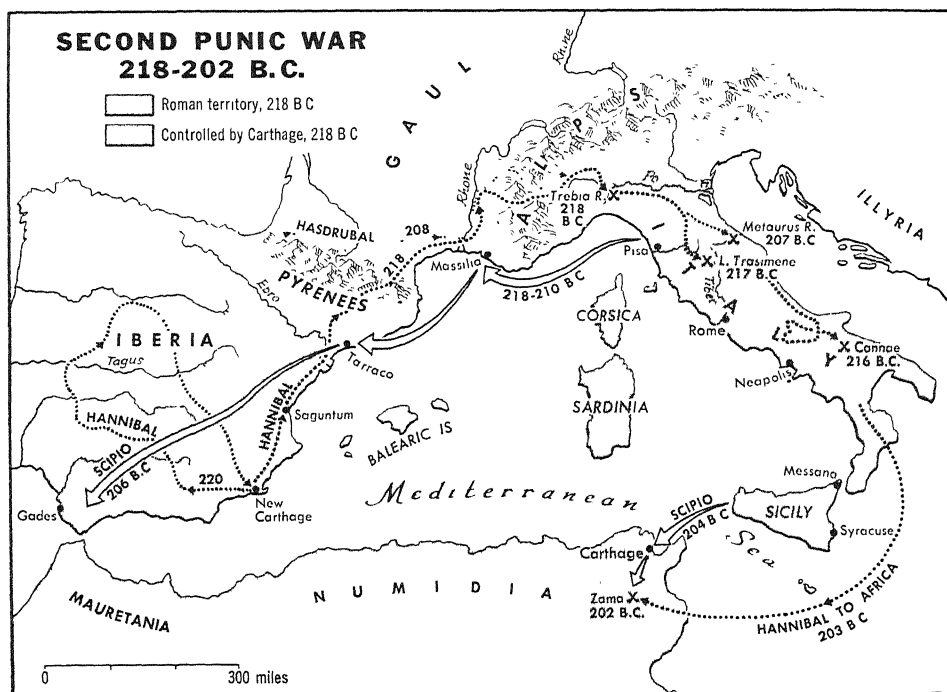 SECOND PUNIC WAR
218-202 B.C.
Roman territory, 218 B C
Controlled by Carthage, 218 B C
GAUL
Rhine
Rhone
ALPS
Po
Trebia R.
218
B C
ILLYRIA
HASDRUBAL
208
218
Metaurus R.
207 B.C
Pisa
L. Trasimene
217 B C
Massilia
PYRENEES
Ebro
218-210 B C
Tiber
ITALY
CORSICA
Rome
IBERIA
Tagus
Tarraco
Cannae
216 B.C.
Neapolis
HANNIBAL
HANNIBAL
Saguntum
SARDINIA
BALEARIC IS
SCIPIO
206 B.C
220
New
Carthage
Gades
Mediterranean
Sea
Messana
SICILY
Syracuse
SCIPIO
204 B C
Carthage
NUMIDIA
MAURETANIA
Zama
202 B.C.
HANNIBAL TO AFRICA
203 B C
0
300 miles